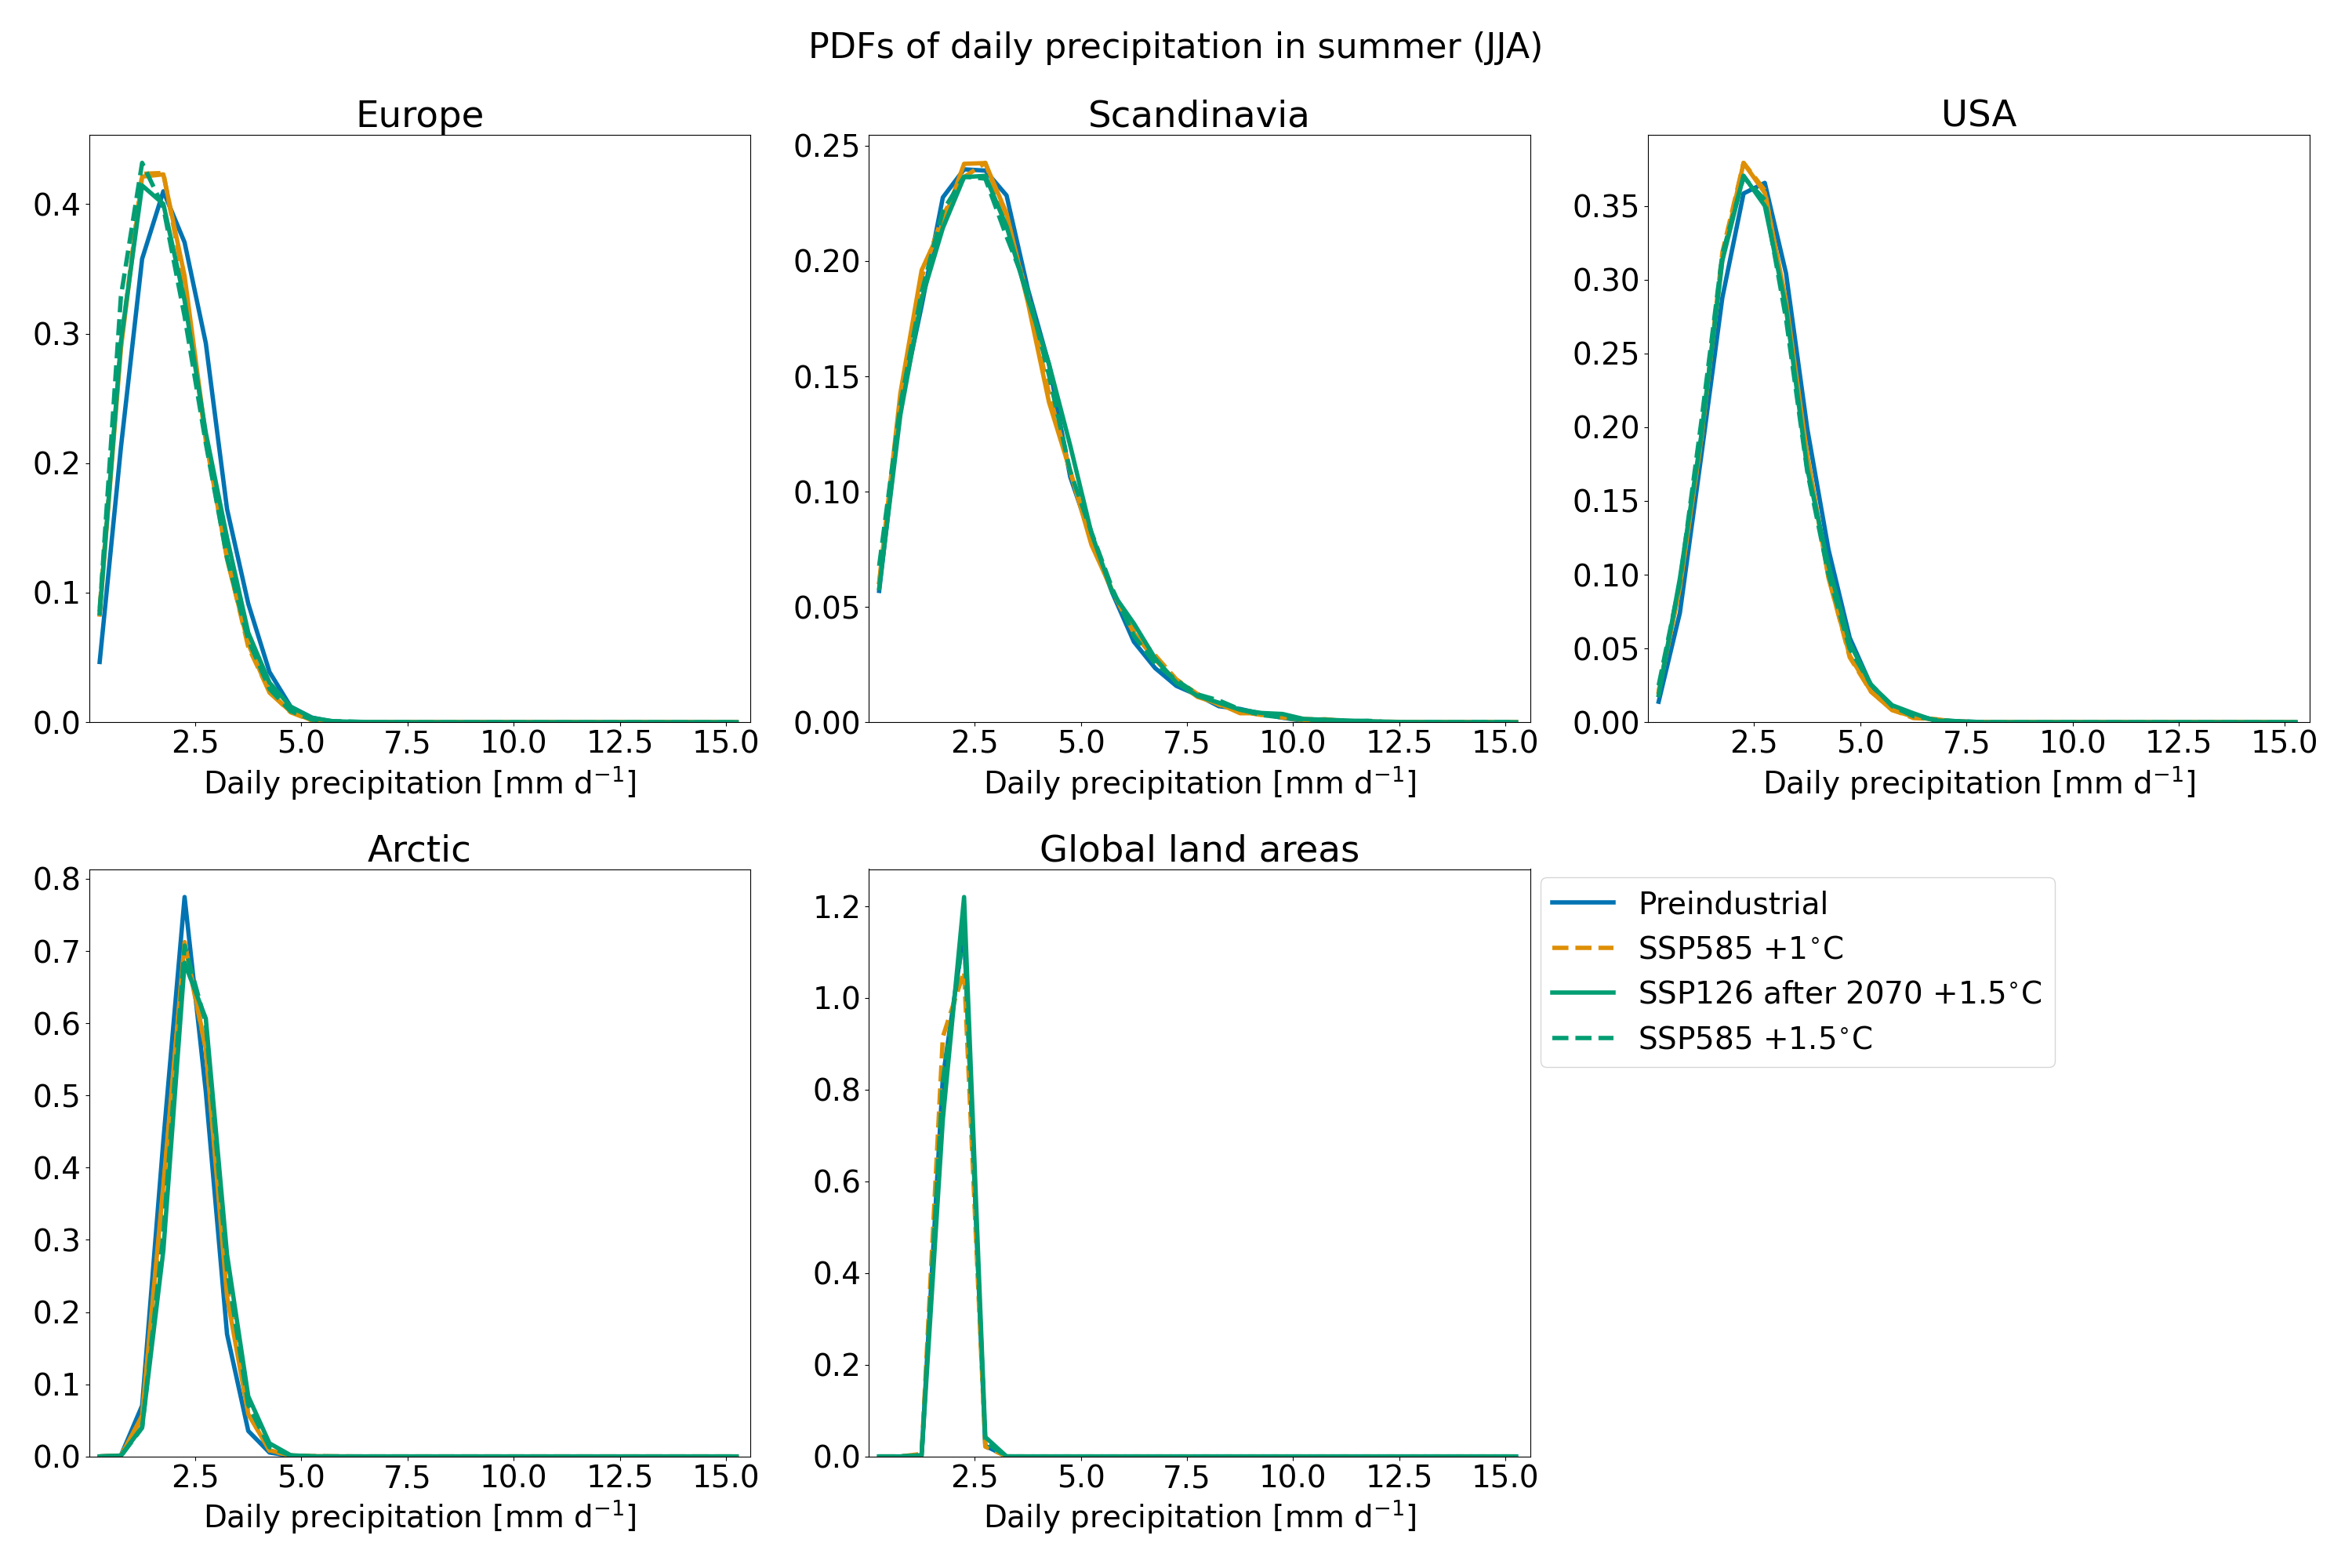 PDFs of daily precipitation in summer (JJA)
Europe
0.4
0.3
0.2
0.1
0.0
2.5 5.0 7.5 10.0 12.5 15.0
Daily precipitation [mm d⁻¹]
Scandinavia
0.25
0.20
0.15
0.10
0.05
0.00
2.5 5.0 7.5 10.0 12.5 15.0
Daily precipitation [mm d⁻¹]
USA
0.35
0.30
0.25
0.20
0.15
0.10
0.05
0.00
2.5 5.0 7.5 10.0 12.5 15.0
Daily precipitation [mm d⁻¹]
Arctic
0.8
0.7
0.6
0.5
0.4
0.3
0.2
0.1
0.0
2.5 5.0 7.5 10.0 12.5 15.0
Daily precipitation [mm d⁻¹]
Global land areas
1.2
1.0
0.8
0.6
0.4
0.2
0.0
2.5 5.0 7.5 10.0 12.5 15.0
Daily precipitation [mm d⁻¹]
Preindustrial
SSP585 +1°C
SSP126 after 2070 +1.5°C
SSP585 +1.5°C